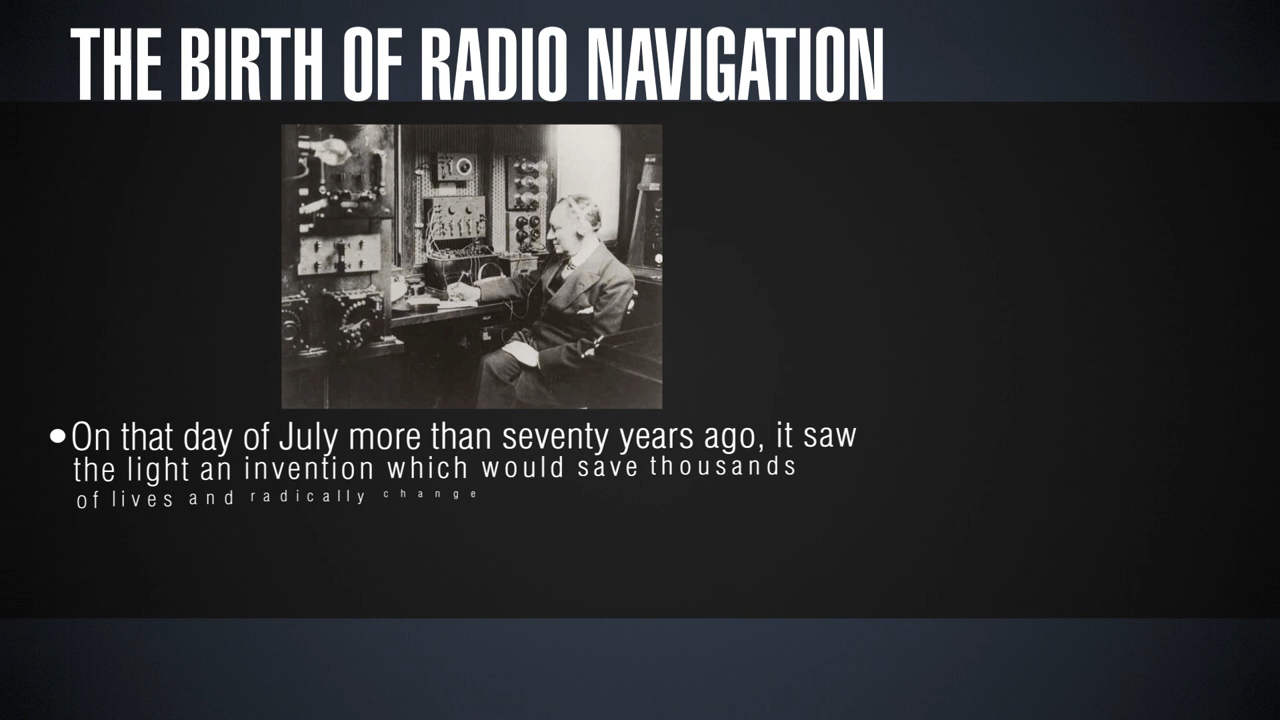 THE BIRTH OF RADIO NAVIGATION
•On that day of July more than seventy years ago, it saw
the light an invention which would save thousands
of lives and radically change